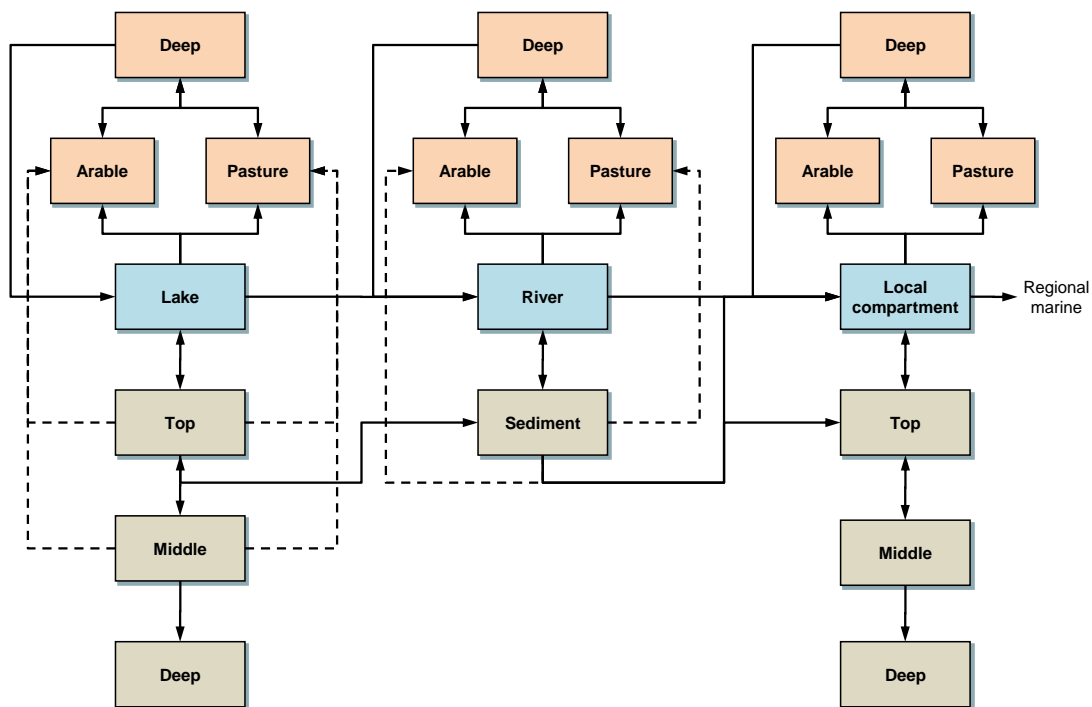 Deep
Deep
Deep
Arable
Pasture
Arable
Pasture
Arable
Pasture
Lake
River
Local
compartment
Regional
marine
Top
Sediment
Top
Middle
Middle
Deep
Deep